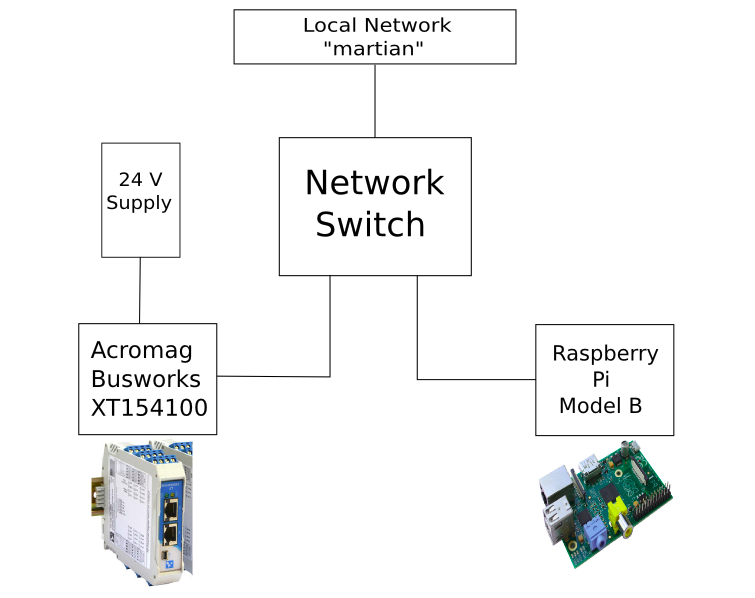 Local Network
"martian"
Network
Switch
24 V
Supply
Acromag
Busworks
XT154100
Raspberry
Pi
Model B